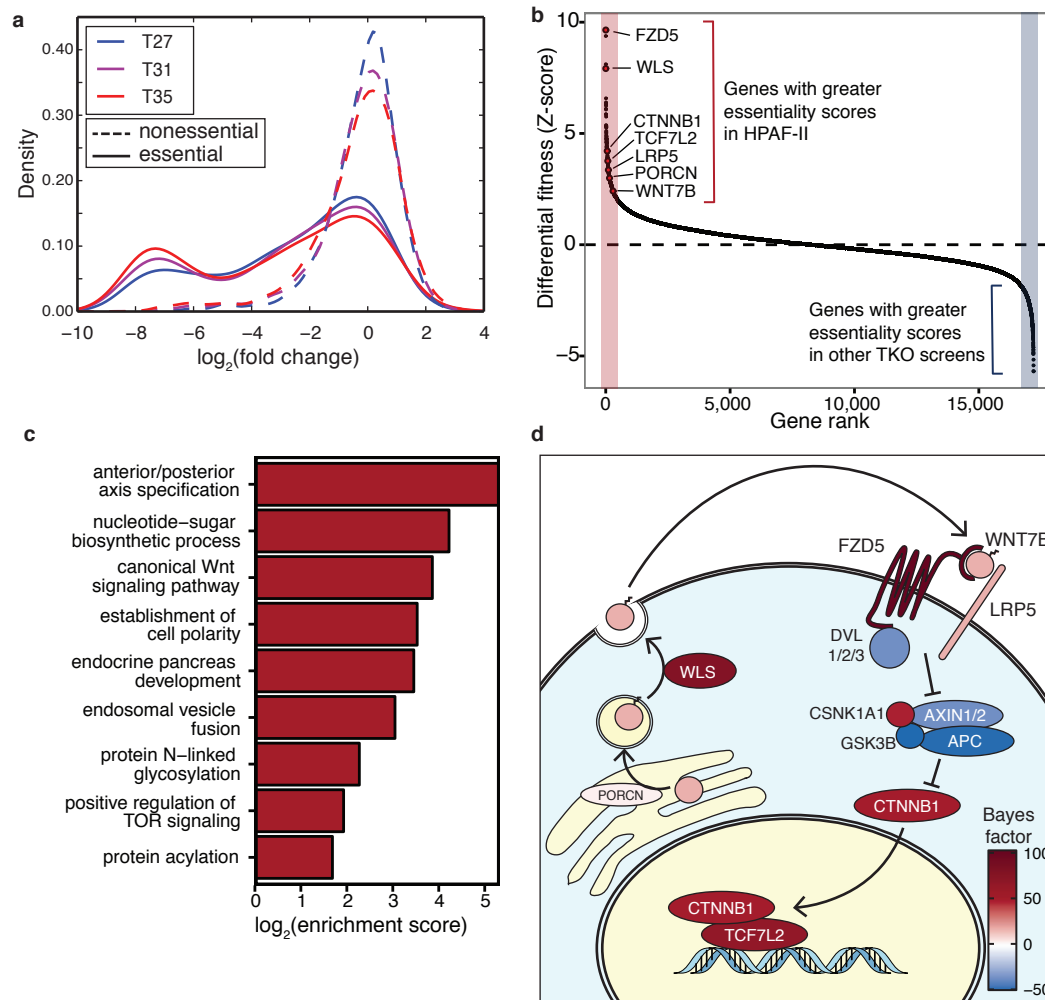 a
T27
T31
T35
nonessential
essential
Density
0.40
0.30
0.20
0.10
0.00
−10
−8
−6
−4
−2
0
2
4
log2(fold change)
b
Differential fitness (Z-score)
10
5
0
−5
FZD5
WLS
CTNNB1
TCF7L2
LRP5
PORCN
WNT7B
Genes with greater
essentiality scores
in HPAF-II
Genes with greater
essentiality scores
in other TKO screens
0
5,000
10,000
15,000
Gene rank
c
anterior/posterior
axis specification
nucleotide−sugar
biosynthetic process
canonical Wnt
signaling pathway
establishment of
cell polarity
endocrine pancreas
development
endosomal vesicle
fusion
protein N−linked
glycosylation
positive regulation of
TOR signaling
protein acylation
0
1
2
3
4
5
log2(enrichment score)
d
FZD5
WNT7B
LRP5
DVL
1/2/3
WLS
CSNK1A1
AXIN1/2
GSK3B
APC
PORCN
CTNNB1
CTNNB1
TCF7L2
Bayes
factor
100
50
0
−50